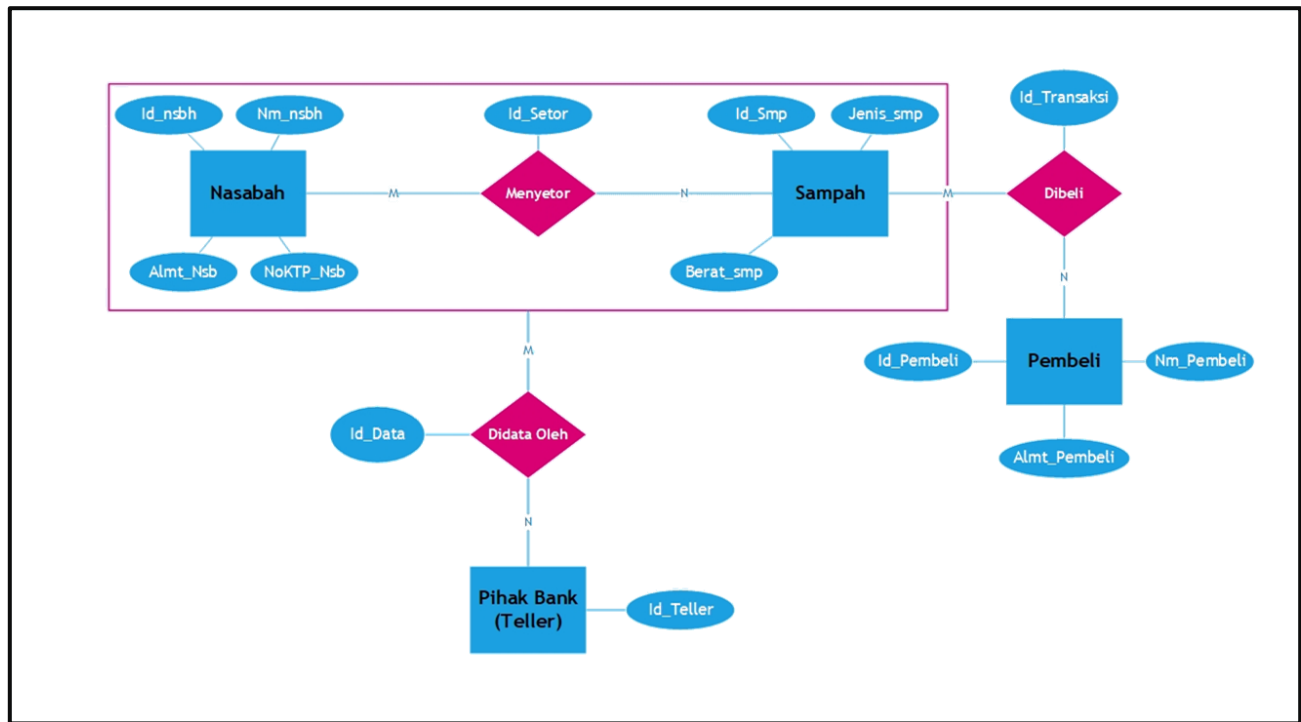 Id_Transaksi
Id_nsbh
Nm_nsbh
Id_Setor
Id_Smp
Jenis_smp
Nasabah
M
Menyetor
N
Sampah
M
Dibeli
Almt_Nsb
NoKTP_Nsb
Berat_smp
N
M
Id_Pembeli
Pembeli
Nm_Pembeli
Id_Data
Didata Oleh
Almt_Pembeli
N
Pihak Bank
(Teller)
Id_Teller